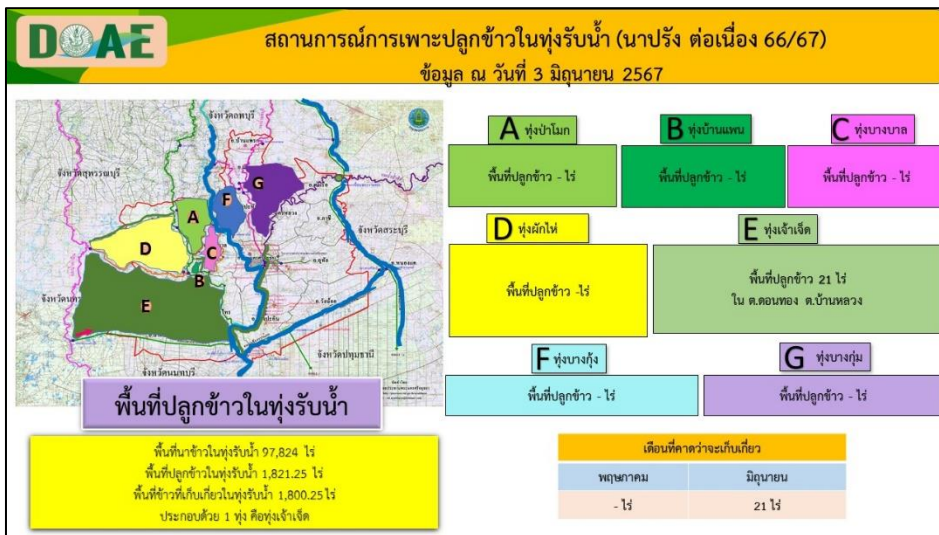 DOAE
สถานการณ์การเพาะปลูกข้าวในทุ่งรับน้ำ (นาปรัง ต่อเนื่อง 66/67)
ข้อมูล ณ วันที่ 3 มิถุนายน 2567
จังหวัดลพบุรี
จังหวัดสุพรรณบุรี
จังหวัดสระบุรี
จังหวัดปทุมธานี
จังหวัดนนทบุรี
A
B
C
D
E
F
G
พื้นที่ปลูกข้าวในทุ่งรับน้ำ
พื้นที่นาข้าวในทุ่งรับน้ำ 97,824 ไร่
พื้นที่ปลูกข้าวในทุ่งรับน้ำ 1,821.25 ไร่
พื้นที่ข้าวที่เก็บเกี่ยวในทุ่งรับน้ำ 1,800.25 ไร่
ประกอบด้วย 1 ทุ่ง คือทุ่งเจ้าเจ็ด
A ทุ่งป่าโมก
พื้นที่ปลูกข้าว - ไร่
B ทุ่งบ้านแพน
พื้นที่ปลูกข้าว - ไร่
C ทุ่งบางบาล
พื้นที่ปลูกข้าว - ไร่
D ทุ่งผักไห่
พื้นที่ปลูกข้าว -ไร่
E ทุ่งเจ้าเจ็ด
พื้นที่ปลูกข้าว 21 ไร่
ใน ต.ดอนทอง ต.บ้านหลวง
F ทุ่งบางกุ้ง
พื้นที่ปลูกข้าว - ไร่
G ทุ่งบางกุ่ม
พื้นที่ปลูกข้าว - ไร่
เดือนที่คาดว่าจะเก็บเกี่ยว
พฤษภาคม มิถุนายน
- ไร่ 21 ไร่